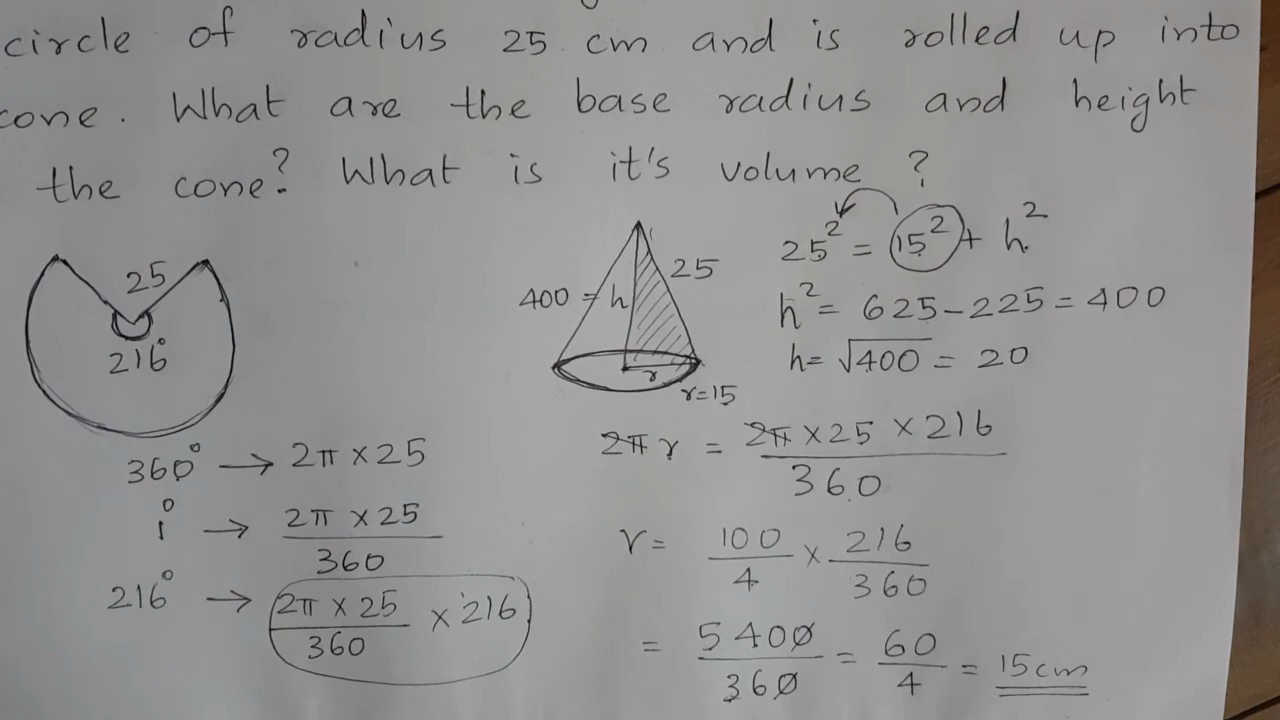 circle of radius 25 cm and is rolled up into
cone. What are the base radius and height
the cone? What is it's volume ?
25
216°
400 = h
25
r
r=15
25² = 15² + h²
h² = 625-225 = 400
h= √400 = 20
360° → 2π×25
1° → 2π ×25 / 360
216° → 2π × 25 / 360 × 216
2πr = 2π×25×216 / 360
r= 100/4 × 216/360
= 5400/360 = 60/4 = 15cm